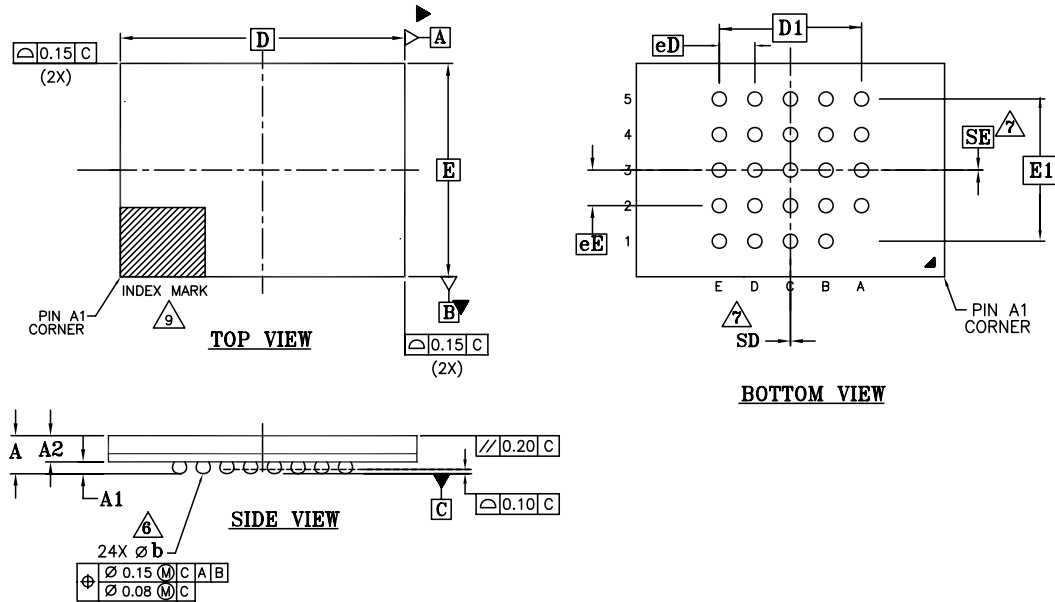 D
A
⌓ 0.15 C
(2X)
E
INDEX MARK
PIN A1
CORNER
9
B
TOP VIEW
⌓ 0.15 C
(2X)
D1
eD
5
4
3
2
1
SE
7
E1
eE
E D C B A
7
SD
PIN A1
CORNER
BOTTOM VIEW
A
A2
A1
// 0.20 C
C
⌓ 0.10 C
SIDE VIEW
6
24X Ø b
⌖ Ø 0.15 Ⓜ C A B
Ø 0.08 Ⓜ C